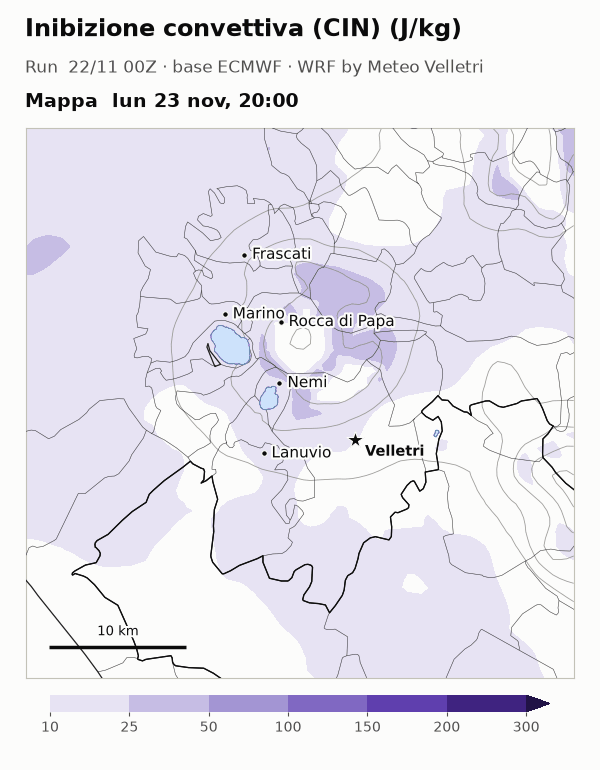 Inibizione convettiva (CIN) (J/kg)
Run  22/11 00Z · base ECMWF · WRF by Meteo Velletri
Mappa  lun 23 nov, 20:00
Frascati
Marino
Rocca di Papa
Nemi
Velletri
Lanuvio
10 km
10 25 50 100 150 200 300